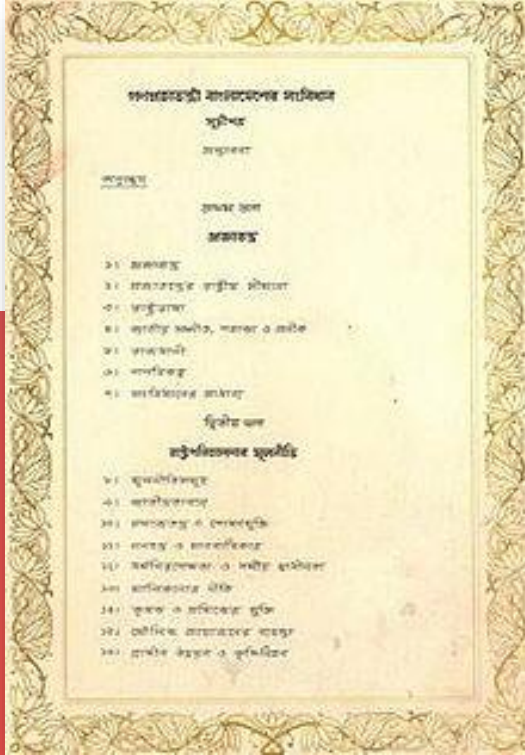 গণপ্রজাতন্ত্রী বাংলাদেশের সংবিধান
সূচীপত্র
প্রস্তাবনা
অনুচ্ছেদ
প্রথম ভাগ
প্রজাতন্ত্র
১। প্রজাতন্ত্র
২। প্রজাতন্ত্রের রাষ্ট্রীয় সীমানা
৩। রাষ্ট্রভাষা
৪। জাতীয় সঙ্গীত, পতাকা ও প্রতীক
৫। রাজধানী
৬। নাগরিকত্ব
৭। সংবিধানের প্রাধান্য
দ্বিতীয় ভাগ
রাষ্ট্রপরিচালনার মূলনীতি
৮। মূলনীতিসমূহ
৯। জাতীয়তাবাদ
১০। সমাজতন্ত্র ও শোষণমুক্তি
১১। গণতন্ত্র ও মানবাধিকার
১২। ধর্মনিরপেক্ষতা ও ধর্মীয় স্বাধীনতা
১৩। মালিকানার নীতি
১৪। কৃষক ও শ্রমিকের মুক্তি
১৫। মৌলিক প্রয়োজনের ব্যবস্থা
১৬। গ্রামীণ উন্নয়ন ও কৃষিবিপ্লব